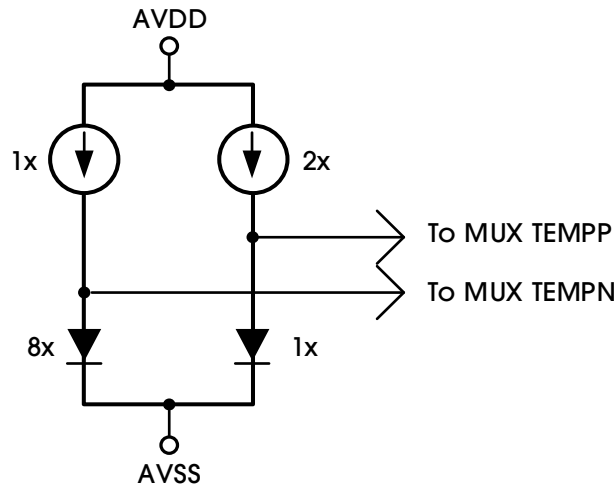 AVDD
1x
2x
To MUX TEMPP
To MUX TEMPN
8x
1x
AVSS